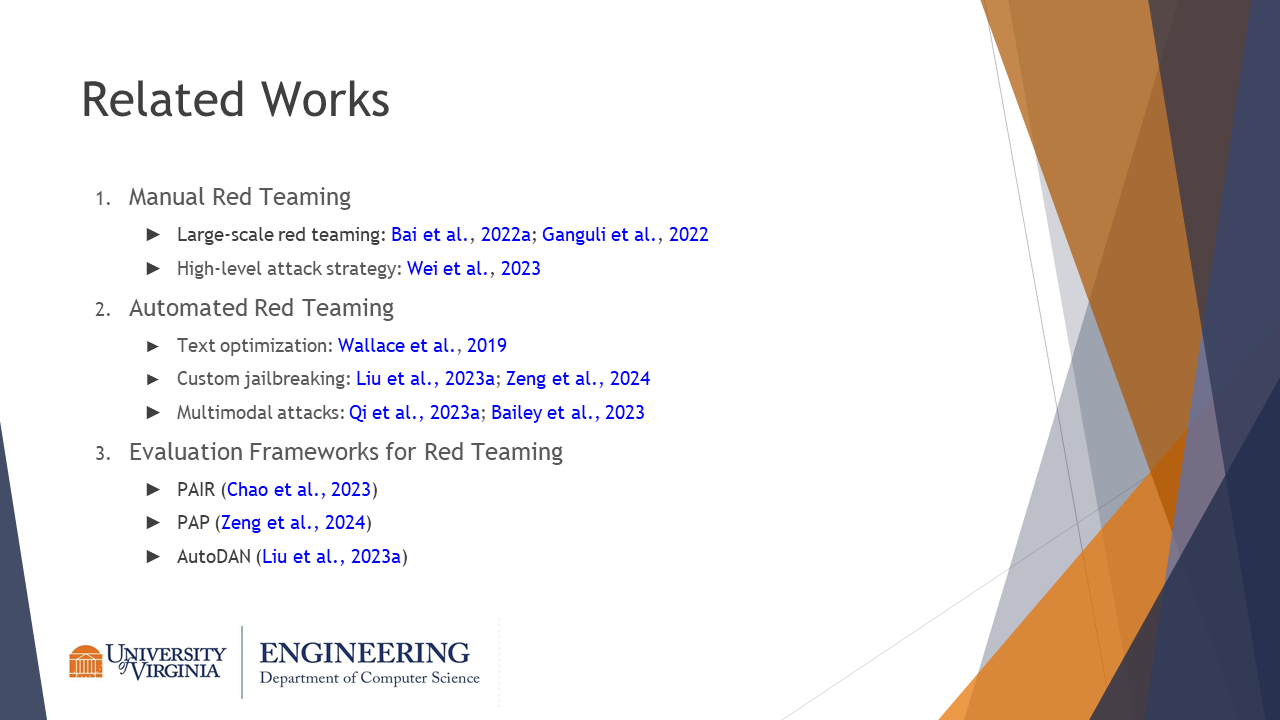 Related Works
1. Manual Red Teaming
► Large-scale red teaming: Bai et al., 2022a; Ganguli et al., 2022
► High-level attack strategy: Wei et al., 2023
2. Automated Red Teaming
► Text optimization: Wallace et al., 2019
► Custom jailbreaking: Liu et al., 2023a; Zeng et al., 2024
► Multimodal attacks: Qi et al., 2023a; Bailey et al., 2023
3. Evaluation Frameworks for Red Teaming
► PAIR (Chao et al., 2023)
► PAP (Zeng et al., 2024)
► AutoDAN (Liu et al., 2023a)
UNIVERSITY
of VIRGINIA
ENGINEERING
Department of Computer Science